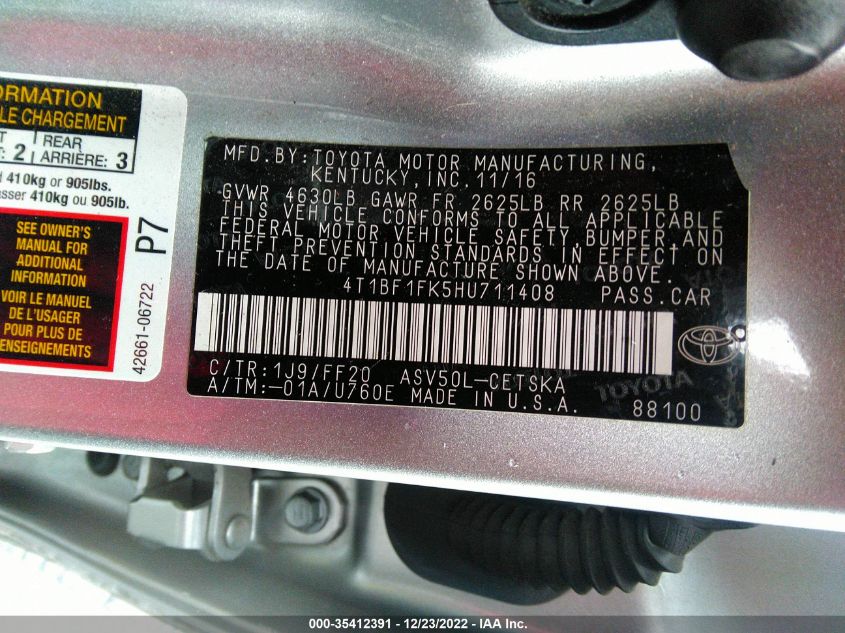 ORMATION
LE CHARGEMENT
T: 2 REAR ARRIÈRE: 3
d 410kg or 905lbs.
asser 410kg ou 905lb.
SEE OWNER'S
MANUAL FOR
ADDITIONAL
INFORMATION
VOIR LE MANUEL
DE L'USAGER
POUR PLUS DE
RENSEIGNEMENTS
P7
42661-06722
MFD.BY: TOYOTA MOTOR MANUFACTURING,
KENTUCKY, INC. 11/16
GVWR 4630LB GAWR FR 2625LB RR 2625LB
THIS VEHICLE CONFORMS TO ALL APPLICABLE
FEDERAL MOTOR VEHICLE SAFETY, BUMPER, AND
THEFT PREVENTION STANDARDS IN EFFECT ON
THE DATE OF MANUFACTURE SHOWN ABOVE.
4T1BF1FK5HU711408 PASS.CAR
C/TR: 1J9/FF20 ASV50L-CETSKA
A/TM: -01A/U760E MADE IN U.S.A.
TOYOTA
88100
000-35412391 - 12/23/2022 - IAA Inc.